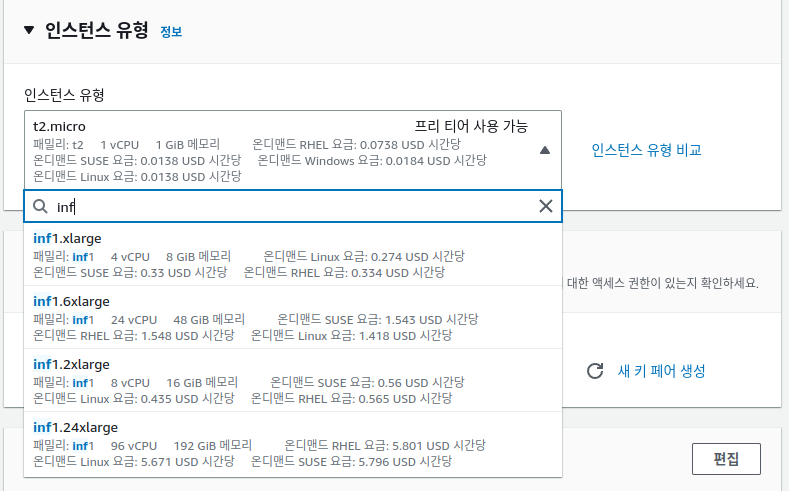 ▼ 인스턴스 유형 정보
인스턴스 유형
t2.micro 프리 티어 사용 가능
패밀리: t2 1 vCPU 1 GiB 메모리 온디맨드 RHEL 요금: 0.0738 USD 시간당
온디맨드 SUSE 요금: 0.0138 USD 시간당 온디맨드 Windows 요금: 0.0184 USD 시간당
온디맨드 Linux 요금: 0.0138 USD 시간당
인스턴스 유형 비교
inf
inf1.xlarge
패밀리: inf1 4 vCPU 8 GiB 메모리 온디맨드 Linux 요금: 0.274 USD 시간당
온디맨드 SUSE 요금: 0.33 USD 시간당 온디맨드 RHEL 요금: 0.334 USD 시간당
대한 액세스 권한이 있는지 확인하세요.
inf1.6xlarge
패밀리: inf1 24 vCPU 48 GiB 메모리 온디맨드 SUSE 요금: 1.543 USD 시간당
온디맨드 RHEL 요금: 1.548 USD 시간당 온디맨드 Linux 요금: 1.418 USD 시간당
inf1.2xlarge
패밀리: inf1 8 vCPU 16 GiB 메모리 온디맨드 SUSE 요금: 0.56 USD 시간당
온디맨드 Linux 요금: 0.435 USD 시간당 온디맨드 RHEL 요금: 0.565 USD 시간당
새 키 페어 생성
inf1.24xlarge
패밀리: inf1 96 vCPU 192 GiB 메모리 온디맨드 RHEL 요금: 5.801 USD 시간당
온디맨드 Linux 요금: 5.671 USD 시간당 온디맨드 SUSE 요금: 5.796 USD 시간당
편집